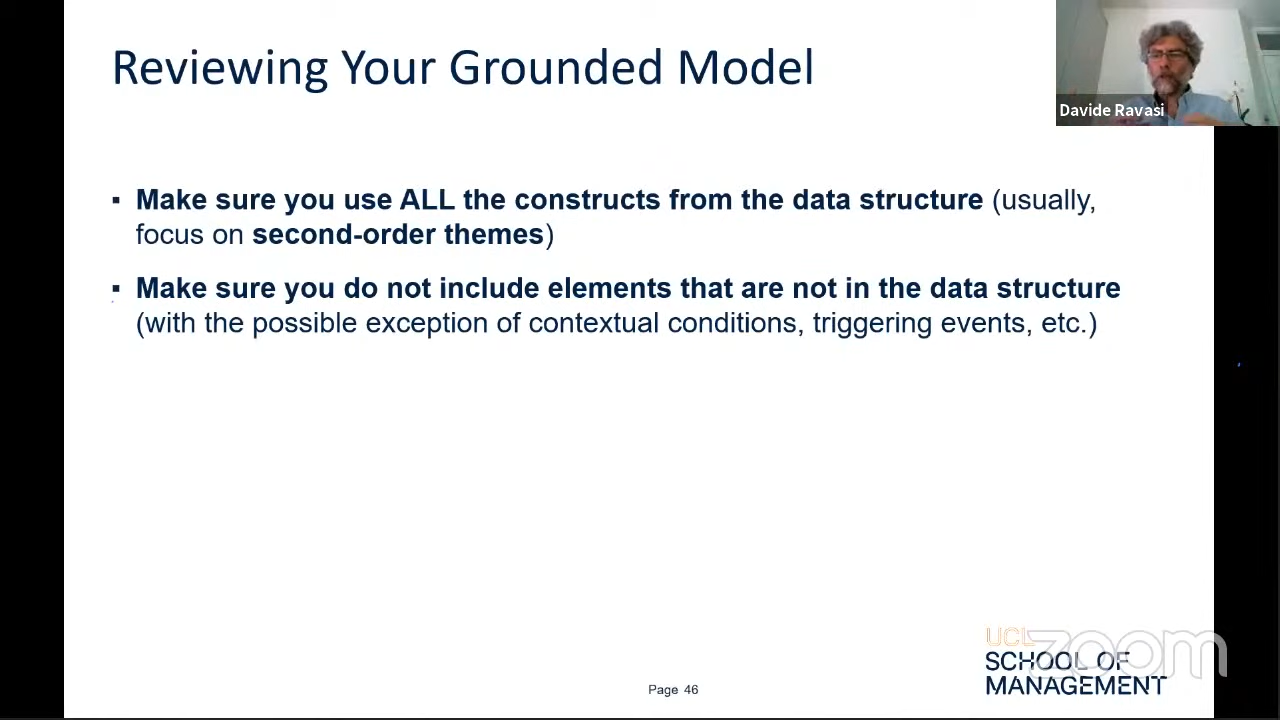 Reviewing Your Grounded Model
Davide Ravasi
▪ Make sure you use ALL the constructs from the data structure (usually,
focus on second-order themes)
▪ Make sure you do not include elements that are not in the data structure
(with the possible exception of contextual conditions, triggering events, etc.)
UCL
zoom
SCHOOL OF
MANAGEMENT
Page 46